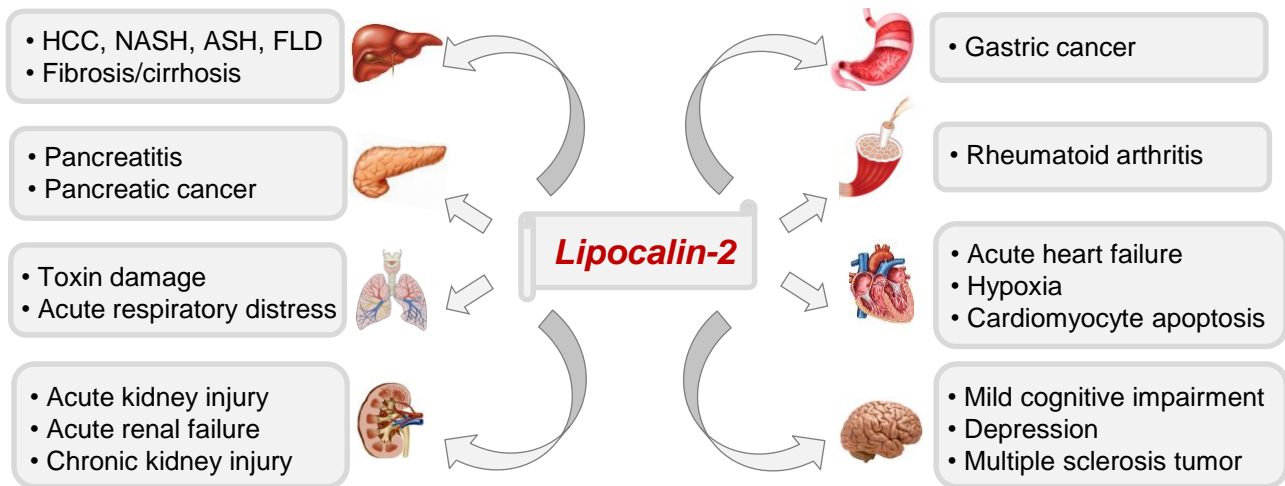 • HCC, NASH, ASH, FLD
• Fibrosis/cirrhosis
• Pancreatitis
• Pancreatic cancer
• Toxin damage
• Acute respiratory distress
• Acute kidney injury
• Acute renal failure
• Chronic kidney injury
Lipocalin-2
• Gastric cancer
• Rheumatoid arthritis
• Acute heart failure
• Hypoxia
• Cardiomyocyte apoptosis
• Mild cognitive impairment
• Depression
• Multiple sclerosis tumor